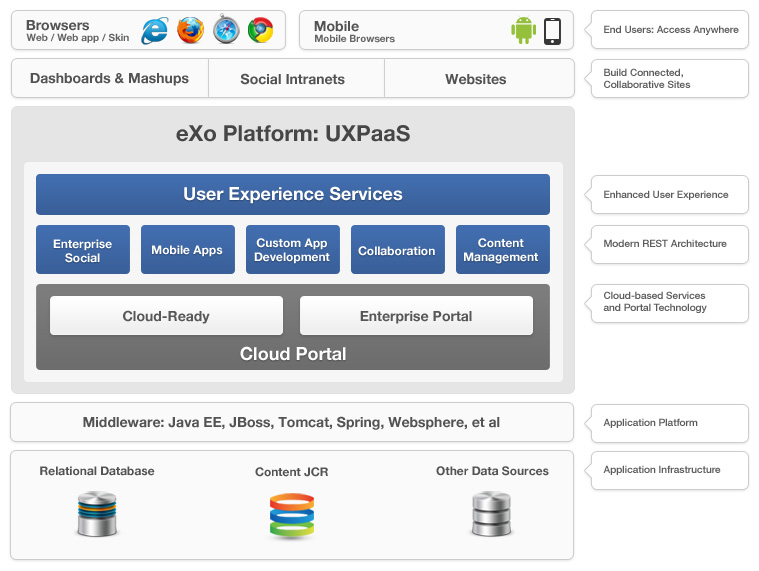 Browsers
Web / Web app / Skin
Mobile
Mobile Browsers
End Users: Access Anywhere
Dashboards & Mashups
Social Intranets
Websites
Build Connected,
Collaborative Sites
eXo Platform: UXPaaS
User Experience Services
Enhanced User Experience
Enterprise
Social
Mobile Apps
Custom App
Development
Collaboration
Content
Management
Modern REST Architecture
Cloud-Ready
Enterprise Portal
Cloud Portal
Cloud-based Services
and Portal Technology
Middleware: Java EE, JBoss, Tomcat, Spring, Websphere, et al
Application Platform
Relational Database
Content JCR
Other Data Sources
Application Infrastructure